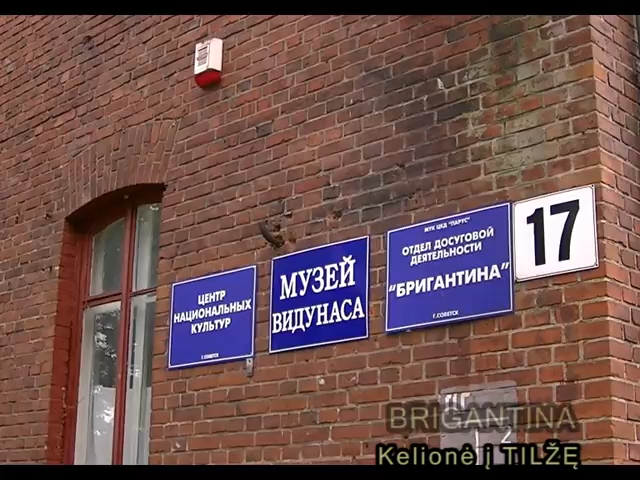 ЦЕНТР
НАЦИОНАЛЬНЫХ
КУЛЬТУР
Г.СОВЕТСК
МУЗЕЙ
ВИДУНАСА
МУК ЦКД "ПАРУС"
ОТДЕЛ ДОСУГОВОЙ
ДЕЯТЕЛЬНОСТИ
"БРИГАНТИНА"
Г.СОВЕТСК
17
BRIGANTINA
Kelionė į TILŽĘ